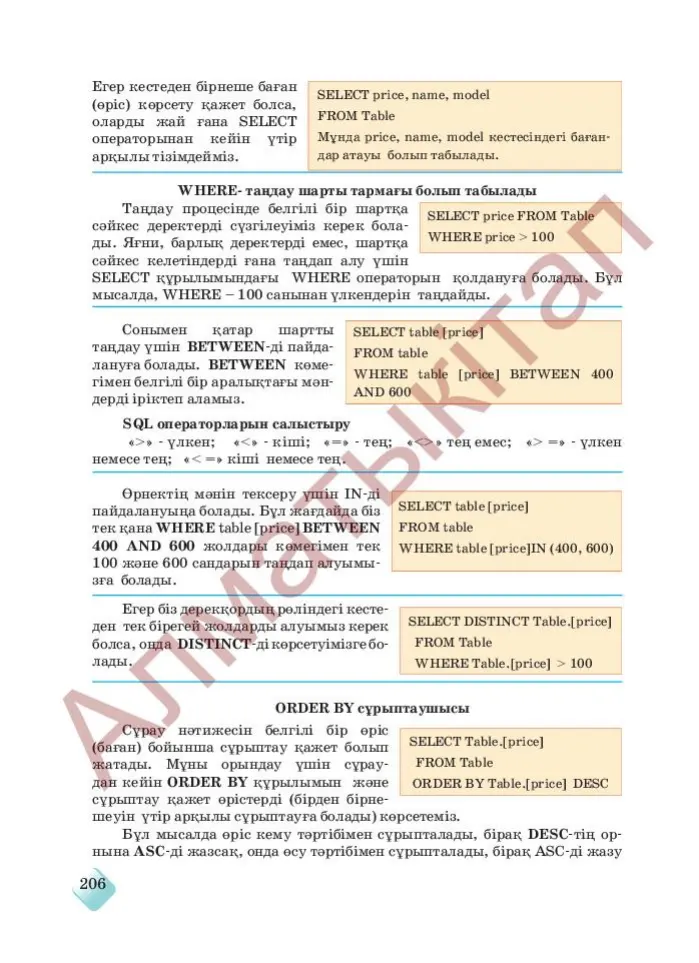 Егер кестеден бірнеше баған
(өріс) көрсету қажет болса,
оларды жай ғана SELECT
операторынан кейін үтір
арқылы тізімдейміз.
SELECT price, name, model
FROM Table
Мұнда price, name, model кестесіндегі баған-
дар атауы болып табылады.
WHERE- таңдау шарты тармағы болып табылады
Таңдау процесінде белгілі бір шартқа
сәйкес деректерді сүзгілеуіміз керек бола-
ды. Яғни, барлық деректерді емес, шартқа
сәйкес келетіндерді ғана таңдап алу үшін
SELECT құрылымындағы WHERE операторын қолдануға болады. Бұл
мысалда, WHERE – 100 санынан үлкендерін таңдайды.
SELECT price FROM Table
WHERE price > 100
Сонымен қатар шартты
таңдау үшін BETWEEN-ді пайда-
лануға болады. BETWEEN көме-
гімен белгілі бір аралықтағы мән-
дерді іріктеп аламыз.
SELECT table [price]
FROM table
WHERE table [price] BETWEEN 400
AND 600
SQL операторларын салыстыру
«>» - үлкен; «<» - кіші; «=» - тең; «<>» тең емес; «> =» - үлкен
немесе тең; «< =» кіші немесе тең.
Өрнектің мәнін тексеру үшін IN-ді
пайдалануыңа болады. Бұл жағдайда біз
тек қана WHERE table [price] BETWEEN
400 AND 600 жолдары көмегімен тек
100 және 600 сандарын таңдап алуымы-
зға болады.
SELECT table [price]
FROM table
WHERE table [price]IN (400, 600)
Егер біз дерекқордың рөліндегі кесте-
ден тек бірегей жолдарды алуымыз керек
болса, онда DISTINCT-ді көрсетуімізге бо-
лады.
SELECT DISTINCT Table.[price]
FROM Table
WHERE Table.[price] > 100
ORDER BY сұрыптаушысы
Сұрау нәтижесін белгілі бір өріс
(баған) бойынша сұрыптау қажет болып
жатады. Мұны орындау үшін сұрау-
дан кейін ORDER BY құрылымын және
сұрыптау қажет өрістерді (бірден бірне-
шеуін үтір арқылы сұрыптауға болады) көрсетеміз.
SELECT Table.[price]
FROM Table
ORDER BY Table.[price] DESC
Бұл мысалда өріс кему тәртібімен сұрыпталады, бірақ DESC-тің ор-
нына ASC-ді жазсақ, онда өсу тәртібімен сұрыпталады, бірақ ASC-ді жазу
206
Алматыкітап